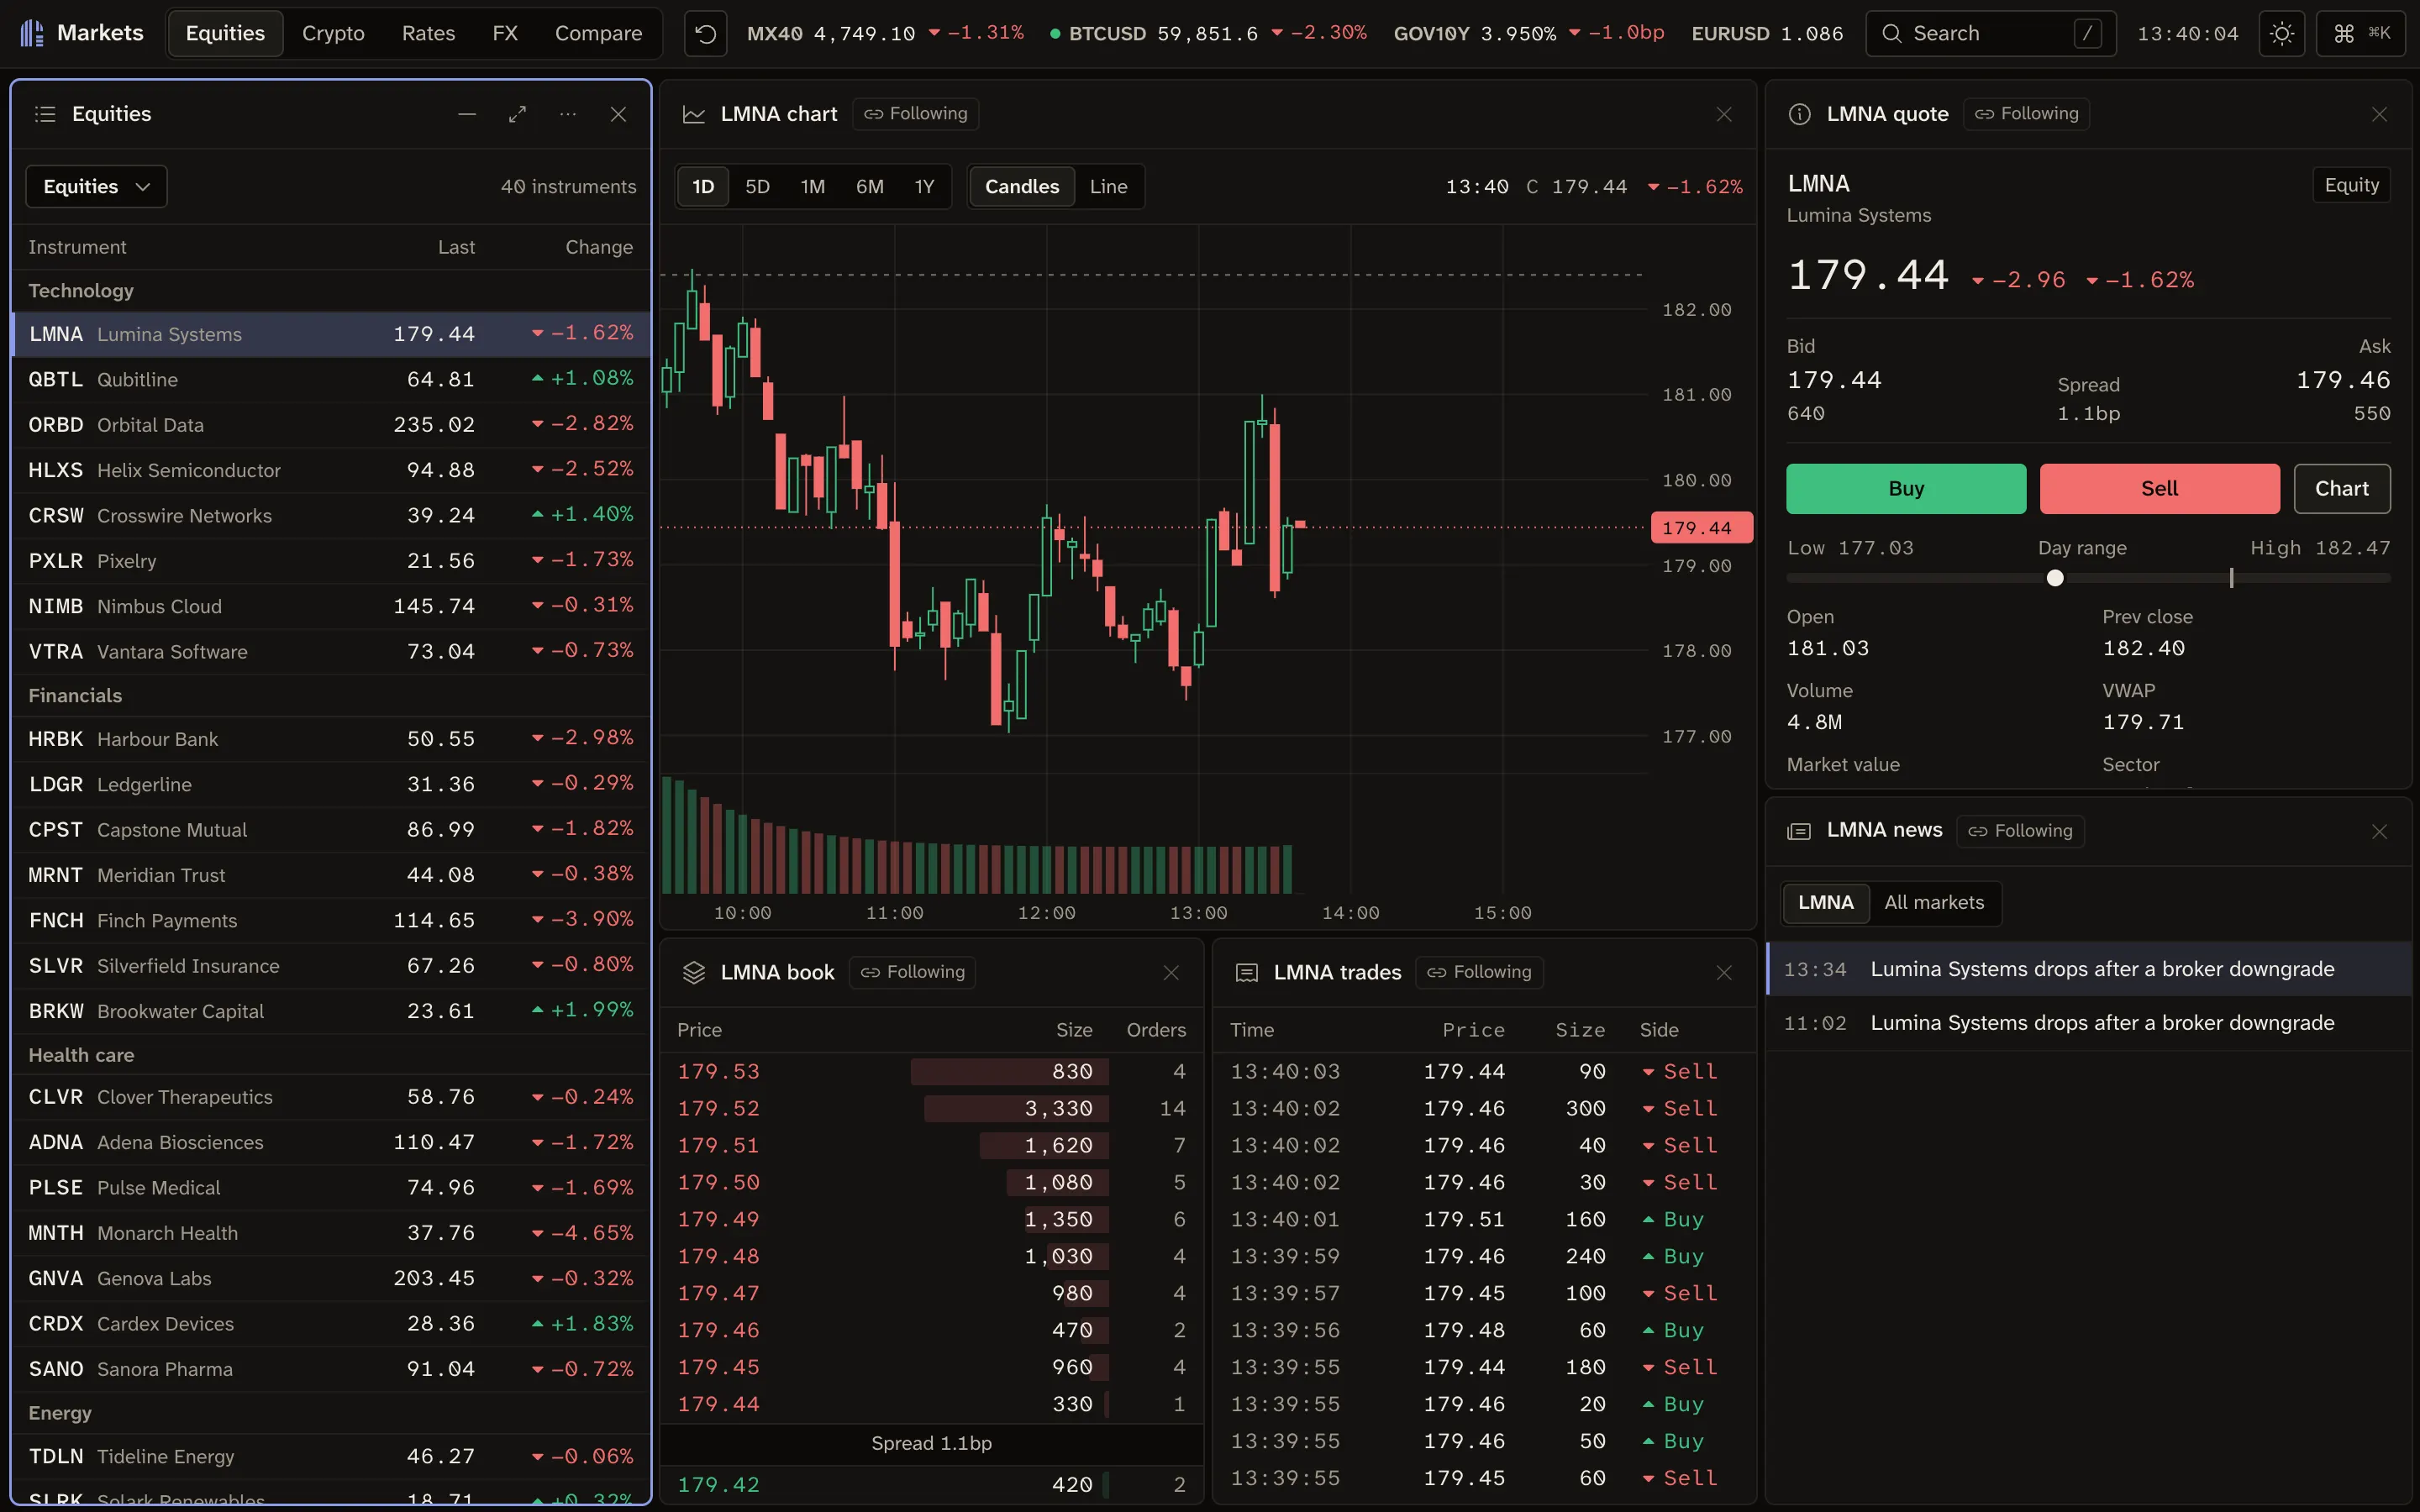 Markets Equities Crypto Rates FX Compare MX40 4,749.10 −1.31% BTCUSD 59,851.6 −2.30% GOV10Y 3.950% −1.0bp EURUSD 1.086 Search / 13:40:04 ⌘ ⌘K
Equities
Equities 40 instruments
Instrument Last Change
Technology
LMNA Lumina Systems 179.44 −1.62%
QBTL Qubitline 64.81 +1.08%
ORBD Orbital Data 235.02 −2.82%
HLXS Helix Semiconductor 94.88 −2.52%
CRSW Crosswire Networks 39.24 +1.40%
PXLR Pixelry 21.56 −1.73%
NIMB Nimbus Cloud 145.74 −0.31%
VTRA Vantara Software 73.04 −0.73%
Financials
HRBK Harbour Bank 50.55 −2.98%
LDGR Ledgerline 31.36 −0.29%
CPST Capstone Mutual 86.99 −1.82%
MRNT Meridian Trust 44.08 −0.38%
FNCH Finch Payments 114.65 −3.90%
SLVR Silverfield Insurance 67.26 −0.80%
BRKW Brookwater Capital 23.61 +1.99%
Health care
CLVR Clover Therapeutics 58.76 −0.24%
ADNA Adena Biosciences 110.47 −1.72%
PLSE Pulse Medical 74.96 −1.69%
MNTH Monarch Health 37.76 −4.65%
GNVA Genova Labs 203.45 −0.32%
CRDX Cardex Devices 28.36 +1.83%
SANO Sanora Pharma 91.04 −0.72%
Energy
TDLN Tideline Energy 46.27 −0.06%
SLRK Solark Renewables 18.71 +0.32%
LMNA chart Following
1D 5D 1M 6M 1Y Candles Line 13:40 C 179.44 −1.62%
182.00
181.00
180.00
179.44
179.00
178.00
177.00
10:00 11:00 12:00 13:00 14:00 15:00
LMNA book Following
Price Size Orders
179.53 830 4
179.52 3,330 14
179.51 1,620 7
179.50 1,080 5
179.49 1,350 6
179.48 1,030 4
179.47 980 4
179.46 470 2
179.45 960 4
179.44 330 1
Spread 1.1bp
179.42 420 2
LMNA trades Following
Time Price Size Side
13:40:03 179.44 90 Sell
13:40:02 179.46 300 Sell
13:40:02 179.46 40 Sell
13:40:02 179.46 30 Sell
13:40:01 179.51 160 Buy
13:39:59 179.46 240 Buy
13:39:57 179.45 100 Sell
13:39:56 179.48 60 Buy
13:39:55 179.44 180 Sell
13:39:55 179.46 20 Buy
13:39:55 179.46 50 Buy
13:39:55 179.45 60 Sell
LMNA quote Following
LMNA Equity
Lumina Systems
179.44 −2.96 −1.62%
Bid Ask
179.44 Spread 179.46
640 1.1bp 550
Buy Sell Chart
Low 177.03 Day range High 182.47
Open Prev close
181.03 182.40
Volume VWAP
4.8M 179.71
Market value Sector
LMNA news Following
LMNA All markets
13:34 Lumina Systems drops after a broker downgrade
11:02 Lumina Systems drops after a broker downgrade